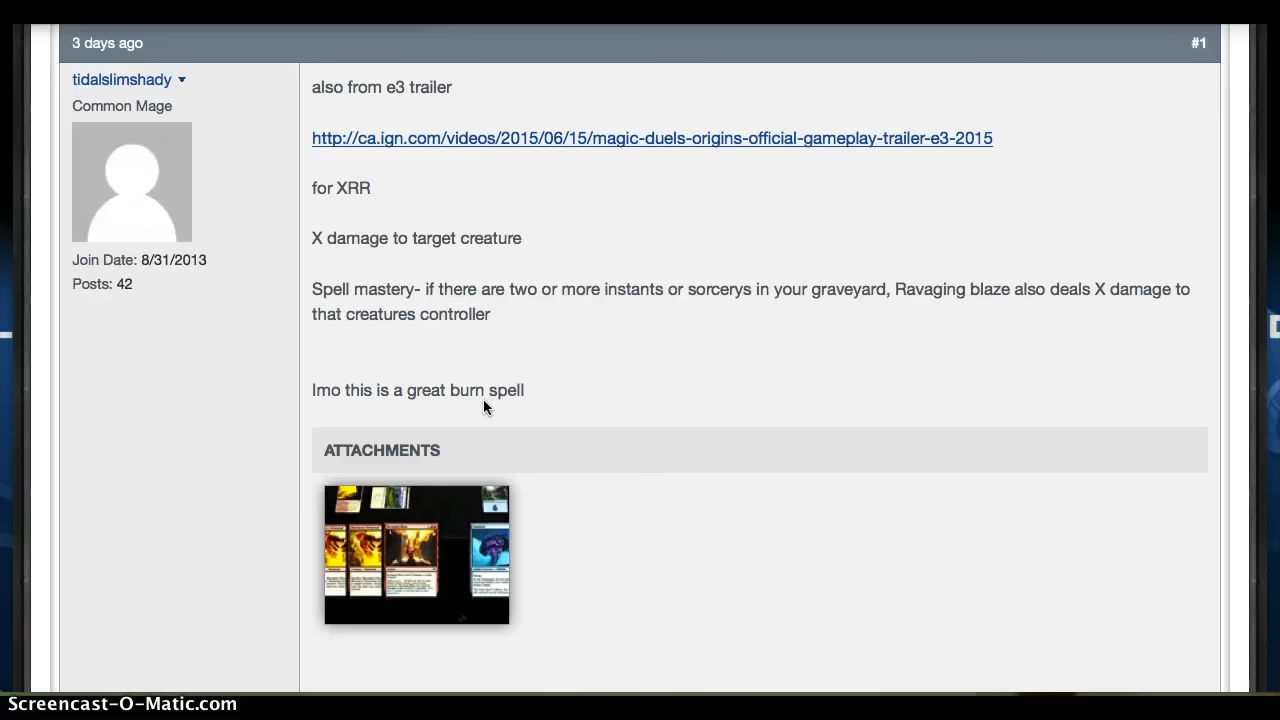 3 days ago
#1
tidalslimshady
Common Mage
Join Date: 8/31/2013
Posts: 42
also from e3 trailer
http://ca.ign.com/videos/2015/06/15/magic-duels-origins-official-gameplay-trailer-e3-2015
for XRR
X damage to target creature
Spell mastery- if there are two or more instants or sorcerys in your graveyard, Ravaging blaze also deals X damage to
that creatures controller
Imo this is a great burn spell
ATTACHMENTS
Screencast-O-Matic.com